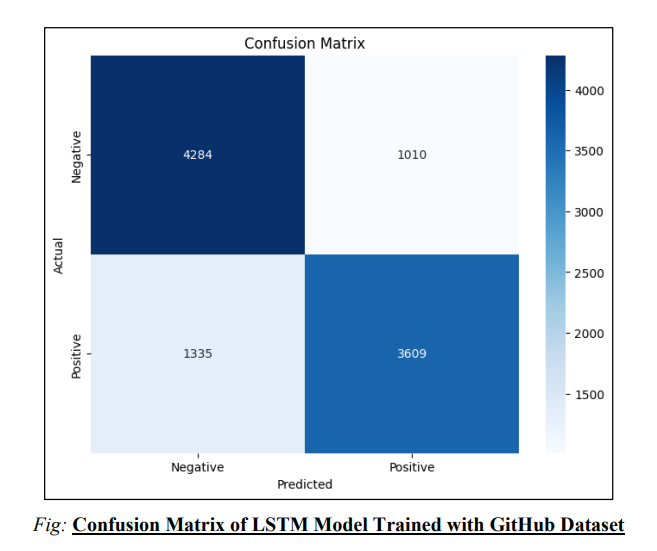 Confusion Matrix
Negative
4284
1010
4000
3500
3000
2500
2000
1500
Actual
Positive
1335
3609
Negative
Positive
Predicted
Fig: Confusion Matrix of LSTM Model Trained with GitHub Dataset